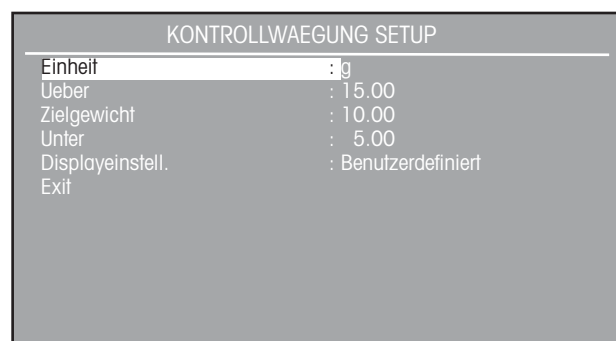 KONTROLLWAEGUNG SETUP
Einheit : g
Ueber : 15.00
Zielgewicht : 10.00
Unter : 5.00
Displayeinstell. : Benutzerdefiniert
Exit